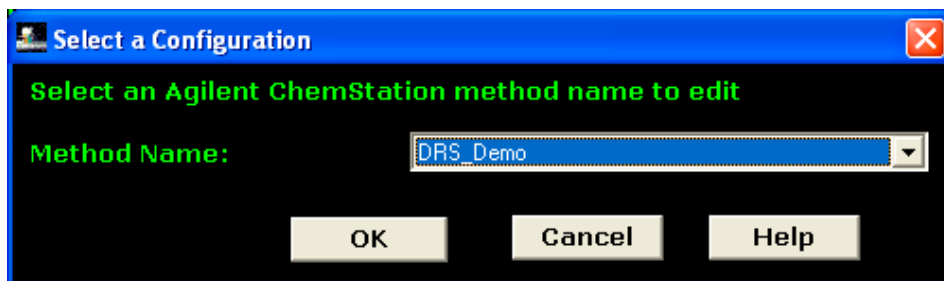 Select a Configuration
Select an Agilent ChemStation method name to edit
Method Name: DRS_Demo
OK Cancel Help